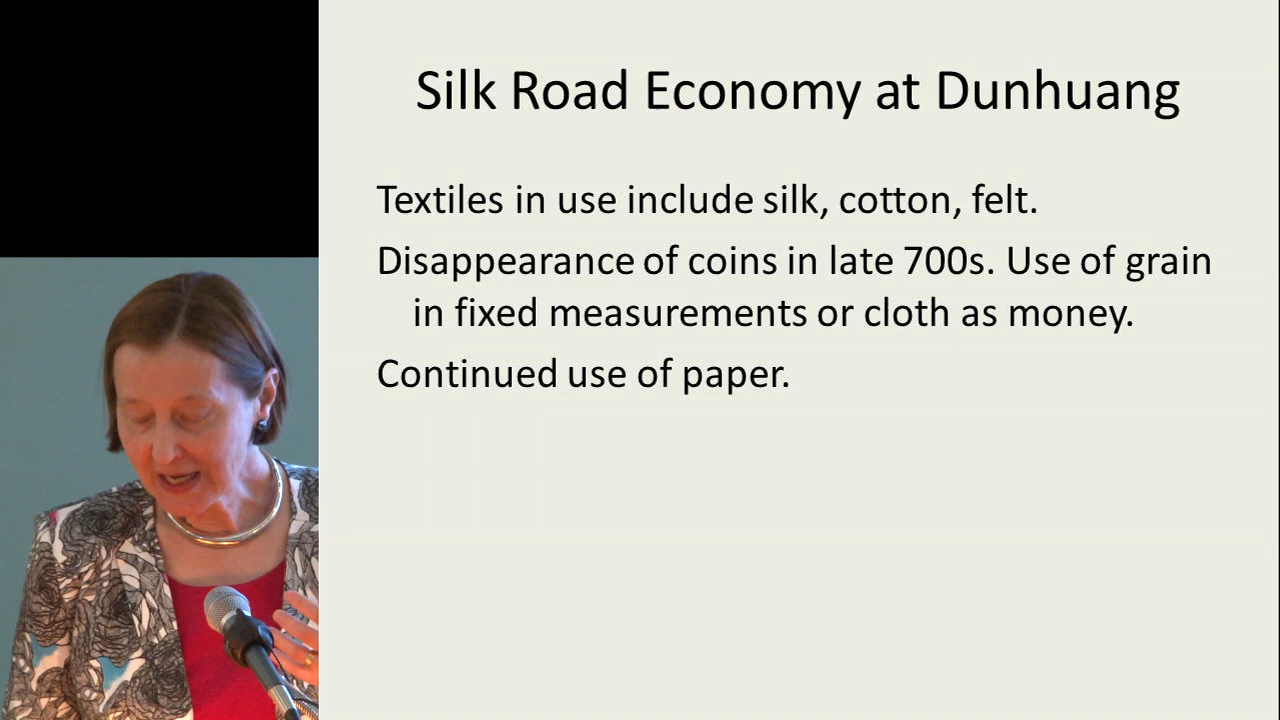 Silk Road Economy at Dunhuang
Textiles in use include silk, cotton, felt.
Disappearance of coins in late 700s. Use of grain
in fixed measurements or cloth as money.
Continued use of paper.